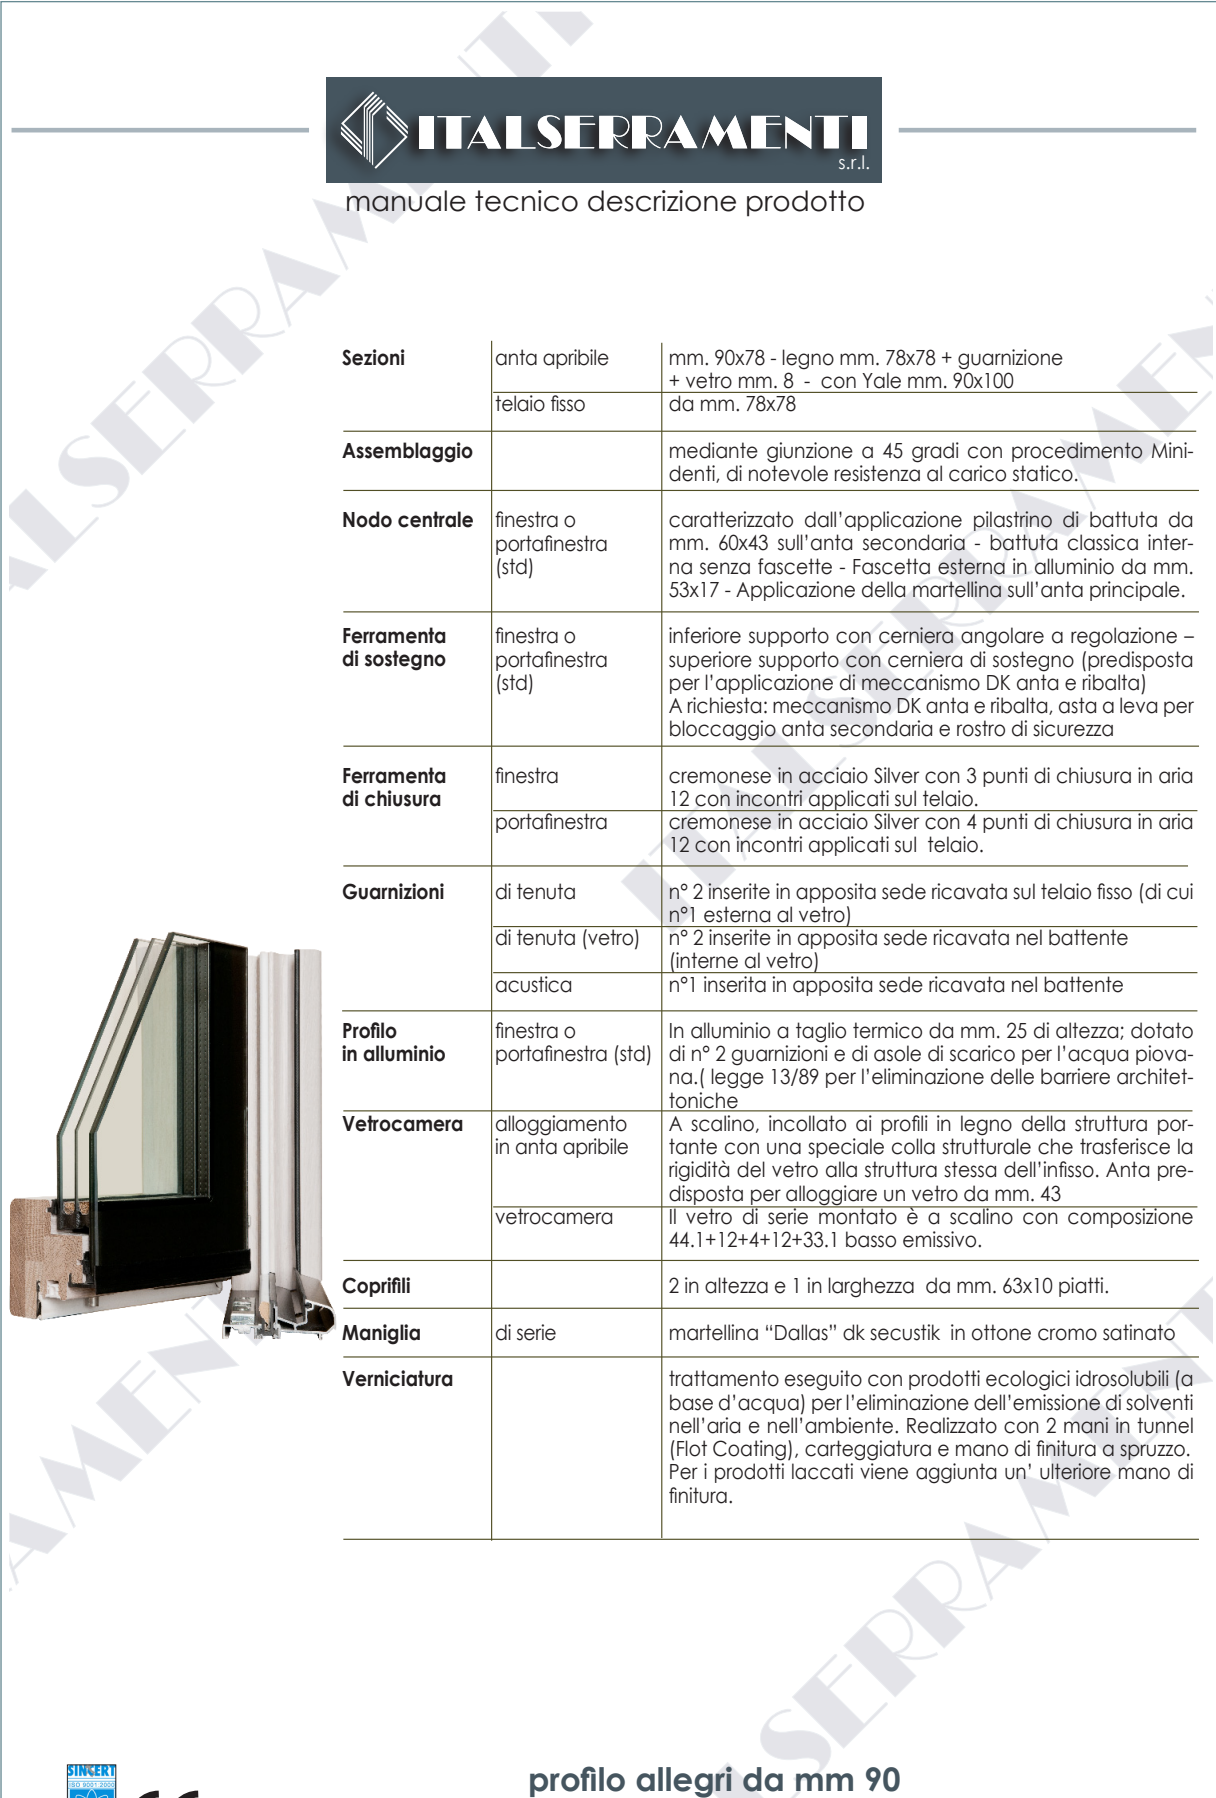 ITALSERRAMENTI
s.r.l.
manuale tecnico descrizione prodotto
Sezioni
anta apribile
mm. 90x78 - legno mm. 78x78 + guarnizione
+ vetro mm. 8 - con Yale mm. 90x100
telaio fisso
da mm. 78x78
Assemblaggio
mediante giunzione a 45 gradi con procedimento Mini-
denti, di notevole resistenza al carico statico.
Nodo centrale
finestra o
portafinestra
(std)
caratterizzato dall'applicazione pilastrino di battuta da
mm. 60x43 sull'anta secondaria - battuta classica inter-
na senza fascette - Fascetta esterna in alluminio da mm.
53x17 - Applicazione della martellina sull'anta principale.
Ferramenta
di sostegno
finestra o
portafinestra
(std)
inferiore supporto con cerniera angolare a regolazione –
superiore supporto con cerniera di sostegno (predisposta
per l'applicazione di meccanismo DK anta e ribalta)
A richiesta: meccanismo DK anta e ribalta, asta a leva per
bloccaggio anta secondaria e rostro di sicurezza
Ferramenta
di chiusura
finestra
cremonese in acciaio Silver con 3 punti di chiusura in aria
12 con incontri applicati sul telaio.
portafinestra
cremonese in acciaio Silver con 4 punti di chiusura in aria
12 con incontri applicati sul telaio.
Guarnizioni
di tenuta
n° 2 inserite in apposita sede ricavata sul telaio fisso (di cui
n°1 esterna al vetro)
di tenuta (vetro)
n° 2 inserite in apposita sede ricavata nel battente
(interne al vetro)
acustica
n°1 inserita in apposita sede ricavata nel battente
Profilo
in alluminio
finestra o
portafinestra (std)
In alluminio a taglio termico da mm. 25 di altezza; dotato
di n° 2 guarnizioni e di asole di scarico per l'acqua piova-
na.( legge 13/89 per l'eliminazione delle barriere architet-
toniche
Vetrocamera
alloggiamento
in anta apribile
A scalino, incollato ai profili in legno della struttura por-
tante con una speciale colla strutturale che trasferisce la
rigidità del vetro alla struttura stessa dell'infisso. Anta pre-
disposta per alloggiare un vetro da mm. 43
vetrocamera
Il vetro di serie montato è a scalino con composizione
44.1+12+4+12+33.1 basso emissivo.
Coprifili
2 in altezza e 1 in larghezza da mm. 63x10 piatti.
Maniglia
di serie
martellina “Dallas” dk secustik in ottone cromo satinato
Verniciatura
trattamento eseguito con prodotti ecologici idrosolubili (a
base d'acqua) per l'eliminazione dell'emissione di solventi
nell'aria e nell'ambiente. Realizzato con 2 mani in tunnel
(Flot Coating), carteggiatura e mano di finitura a spruzzo.
Per i prodotti laccati viene aggiunta un' ulteriore mano di
finitura.
SINCERT
ISO 9001:2000
profilo allegri da mm 90